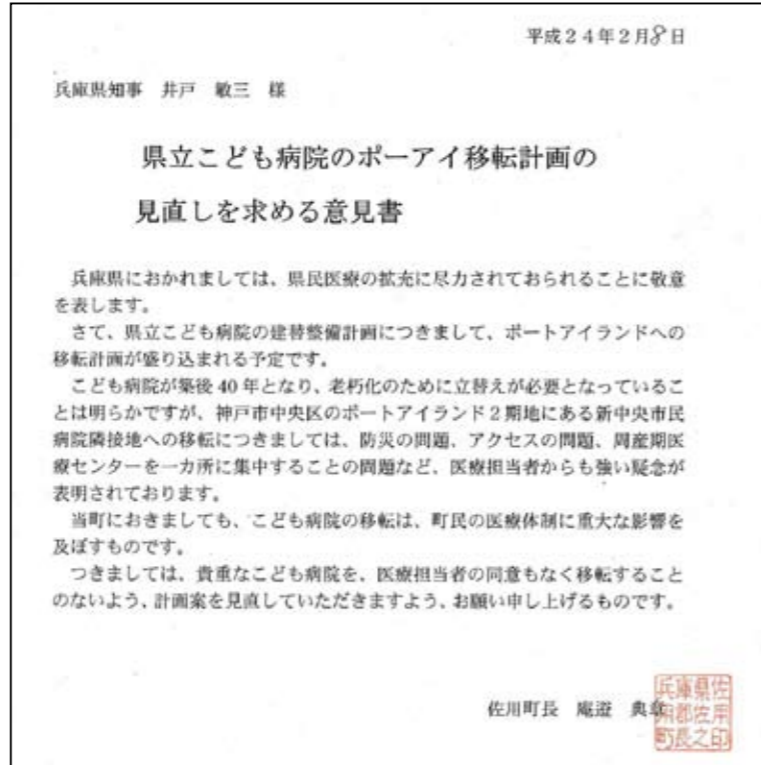 平成24年2月8日
兵庫県知事 井戸 敏三 様
県立こども病院のポーアイ移転計画の
見直しを求める意見書
兵庫県におかれましては、県民医療の拡充に尽力されておられることに敬意
を表します。
さて、県立こども病院の建替整備計画につきまして、ポートアイランドへの
移転計画が盛り込まれる予定です。
こども病院が築後40年となり、老朽化のために立替えが必要となっているこ
とは明らかですが、神戸市中央区のポートアイランド2期地にある新中央市民
病院隣接地への移転につきましては、防災の問題、アクセスの問題、周産期医
療センターを一カ所に集中することの問題など、医療担当者からも強い疑念が
表明されております。
当町におきましても、こども病院の移転は、町民の医療体制に重大な影響を
及ぼすものです。
つきましては、貴重なこども病院を、医療担当者の同意もなく移転すること
のないよう、計画案を見直していただきますよう、お願い申し上げるものです。
佐用町長 庵逧 典章
兵庫県佐用郡佐用町長之印